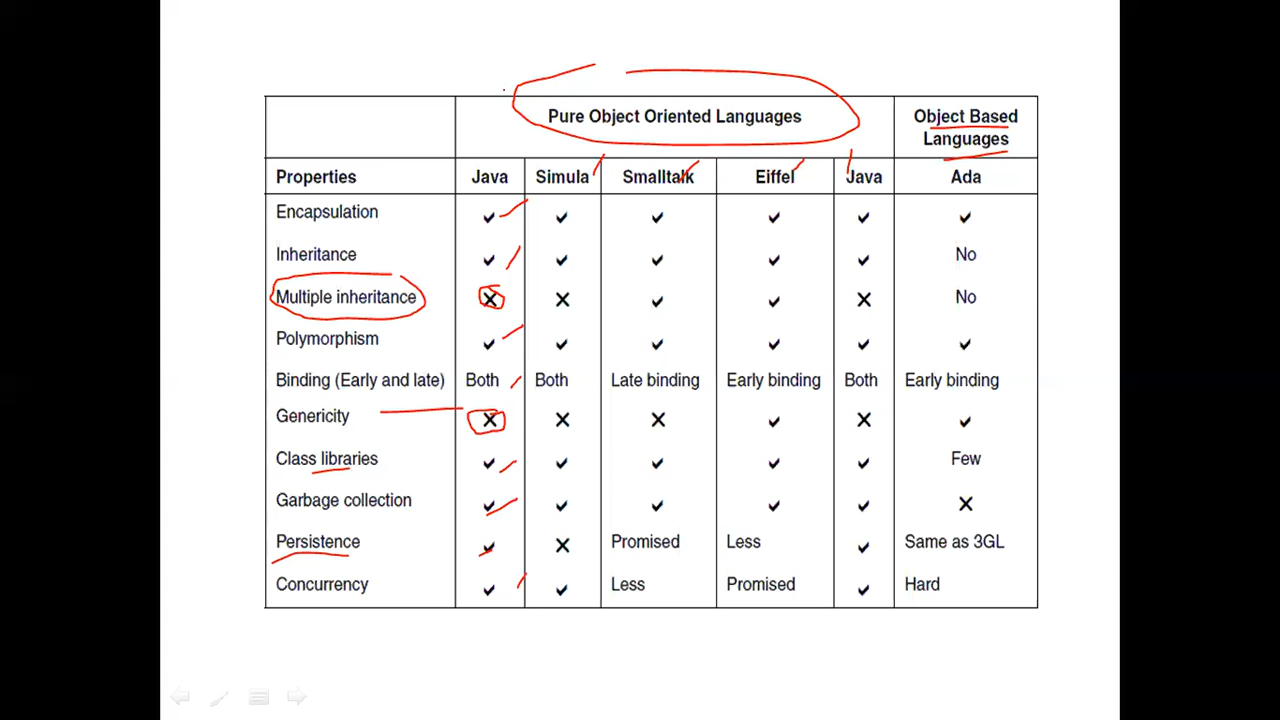 Pure Object Oriented Languages Object Based
Languages
Properties Java Simula Smalltalk Eiffel Java Ada
Encapsulation ✓ ✓ ✓ ✓ ✓ ✓
Inheritance ✓ ✓ ✓ ✓ ✓ No
Multiple inheritance × × ✓ ✓ × No
Polymorphism ✓ ✓ ✓ ✓ ✓ ✓
Binding (Early and late) Both Both Late binding Early binding Both Early binding
Genericity × × × ✓ × ✓
Class libraries ✓ ✓ ✓ ✓ ✓ Few
Garbage collection ✓ ✓ ✓ ✓ ✓ ×
Persistence ✓ × Promised Less ✓ Same as 3GL
Concurrency ✓ ✓ Less Promised ✓ Hard